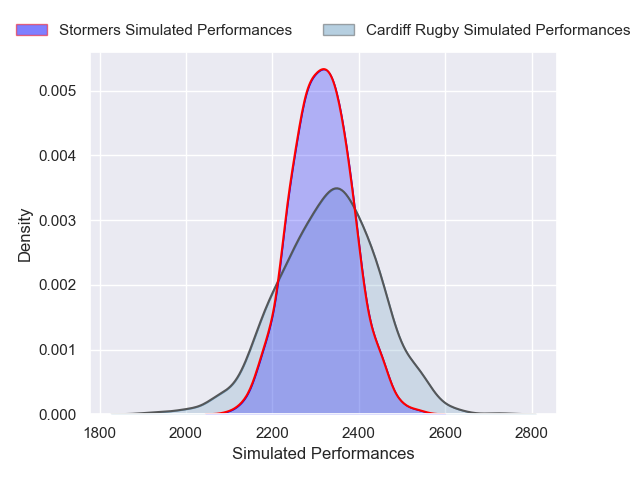 Stormers Simulated Performances Cardiff Rugby Simulated Performances
0.005
0.004
0.003
0.002
0.001
0.000
Density
1800 2000 2200 2400 2600 2800
Simulated Performances